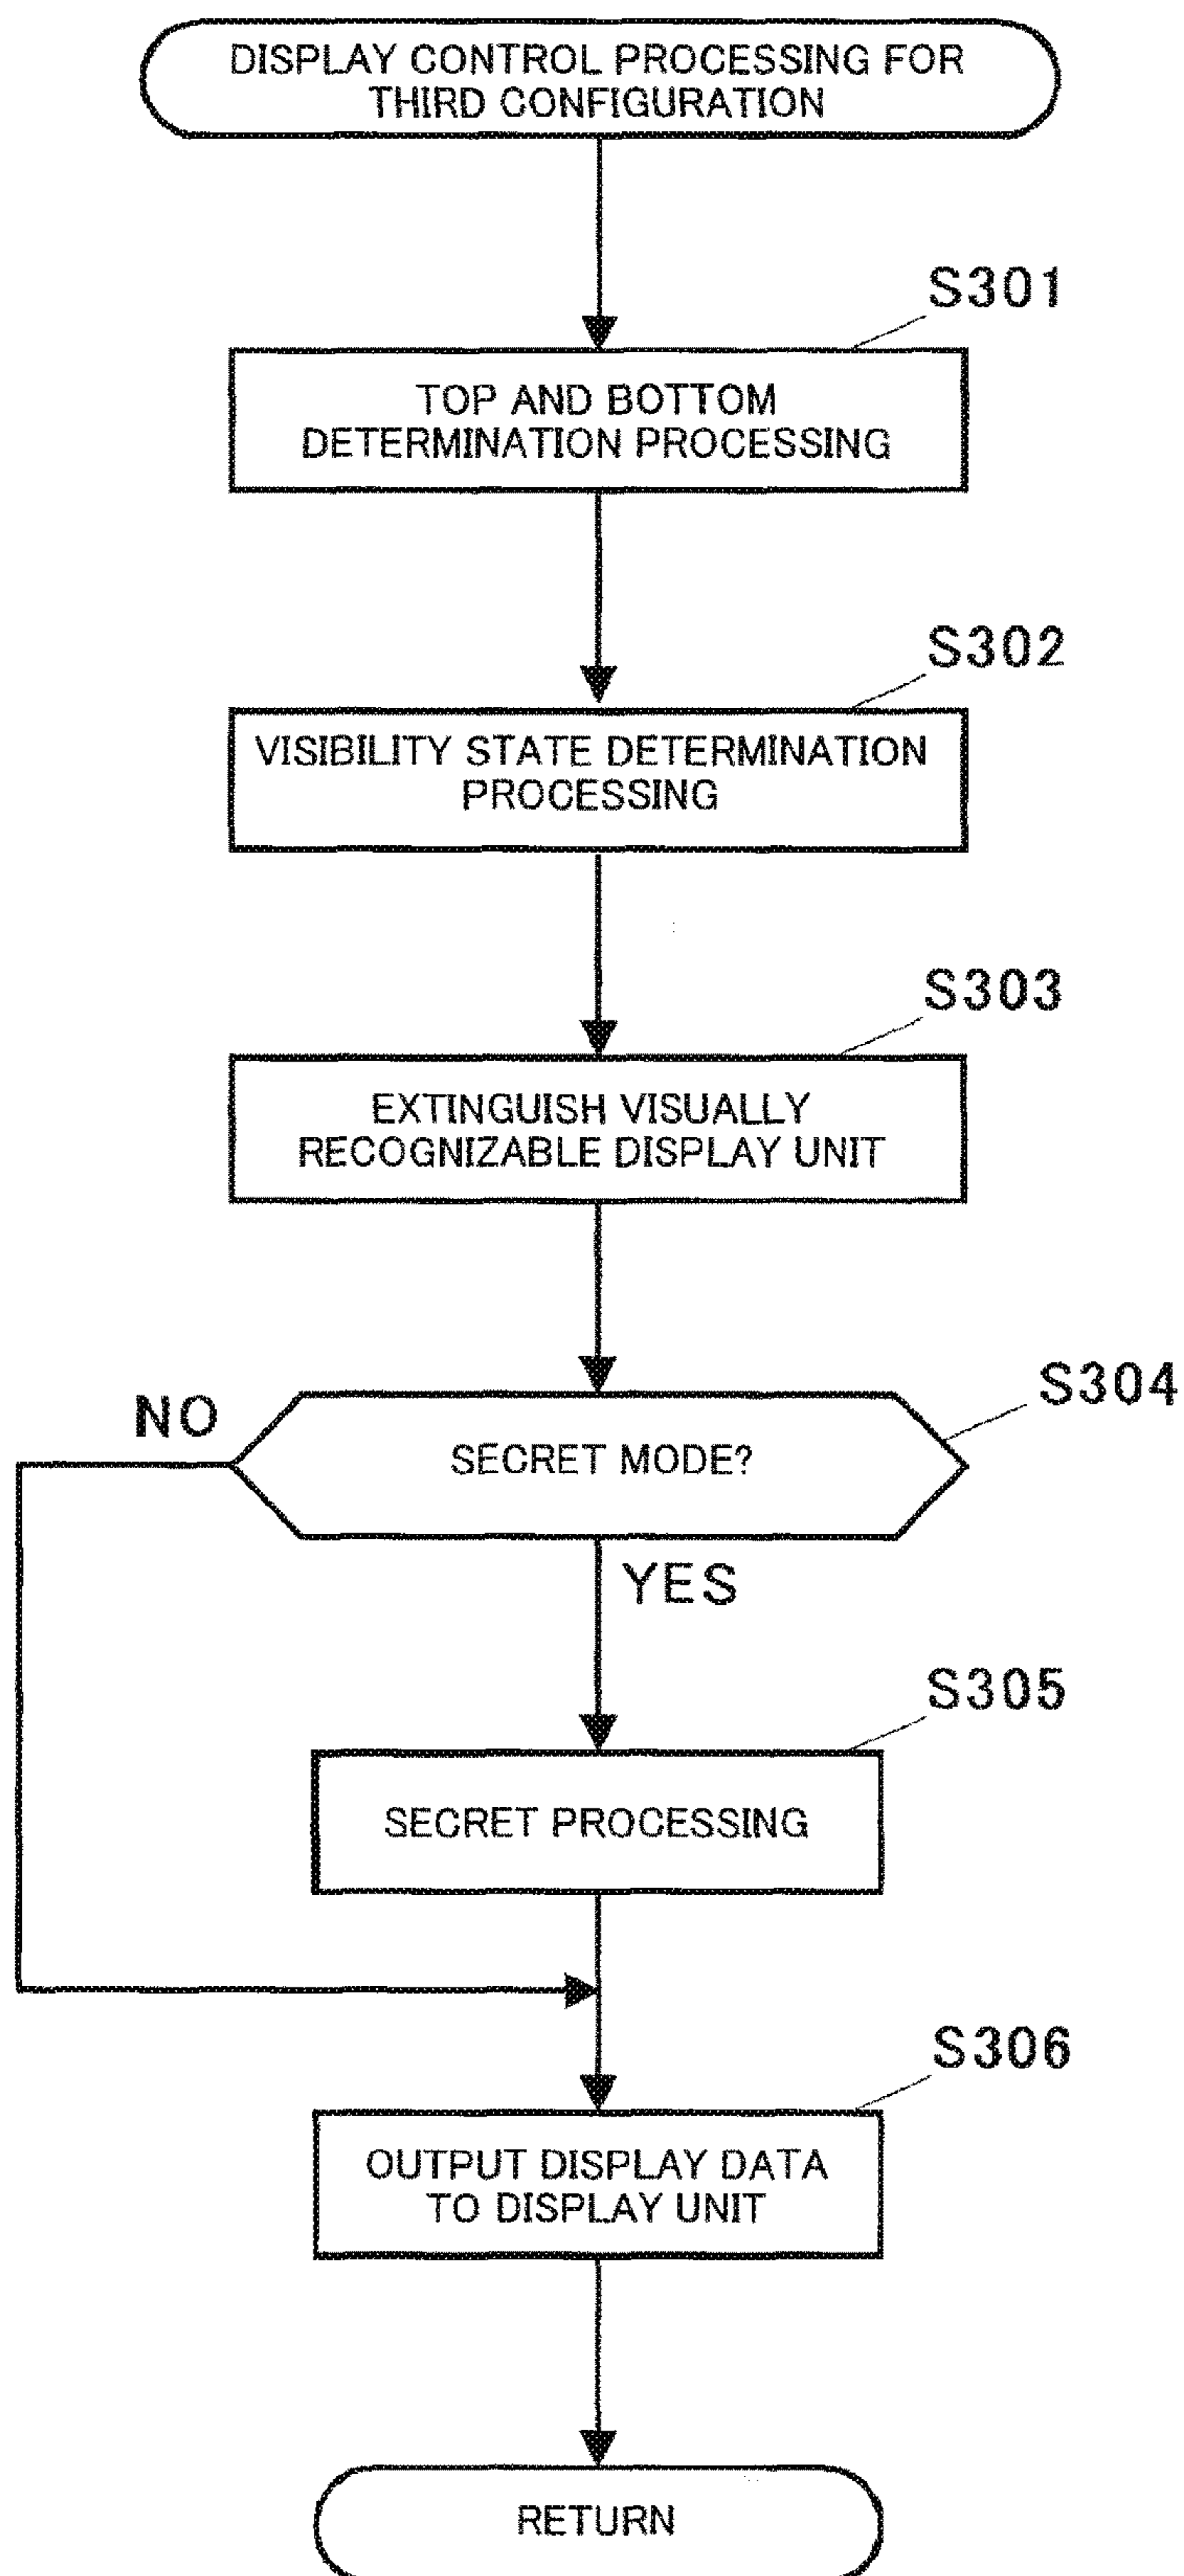 DISPLAY CONTROL PROCESSING FOR
THIRD CONFIGURATION
S301
TOP AND BOTTOM
DETERMINATION PROCESSING
S302
VISIBILITY STATE DETERMINATION
PROCESSING
S303
EXTINGUISH VISUALLY
RECOGNIZABLE DISPLAY UNIT
S304
NO
SECRET MODE?
YES
S305
SECRET PROCESSING
S306
OUTPUT DISPLAY DATA
TO DISPLAY UNIT
RETURN